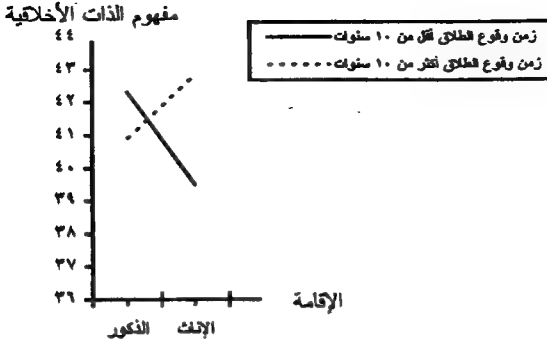 مفهوم الذات الأخلاقية
زمن وقوع الطلاق أقل من ١٠ سنوات
زمن وقوع الطلاق أكثر من ١٠ سنوات
٤٤
٤٣
٤٢
٤١
٤٠
٣٩
٣٨
٣٧
٣٦
الإقامة
الذكور الإناث